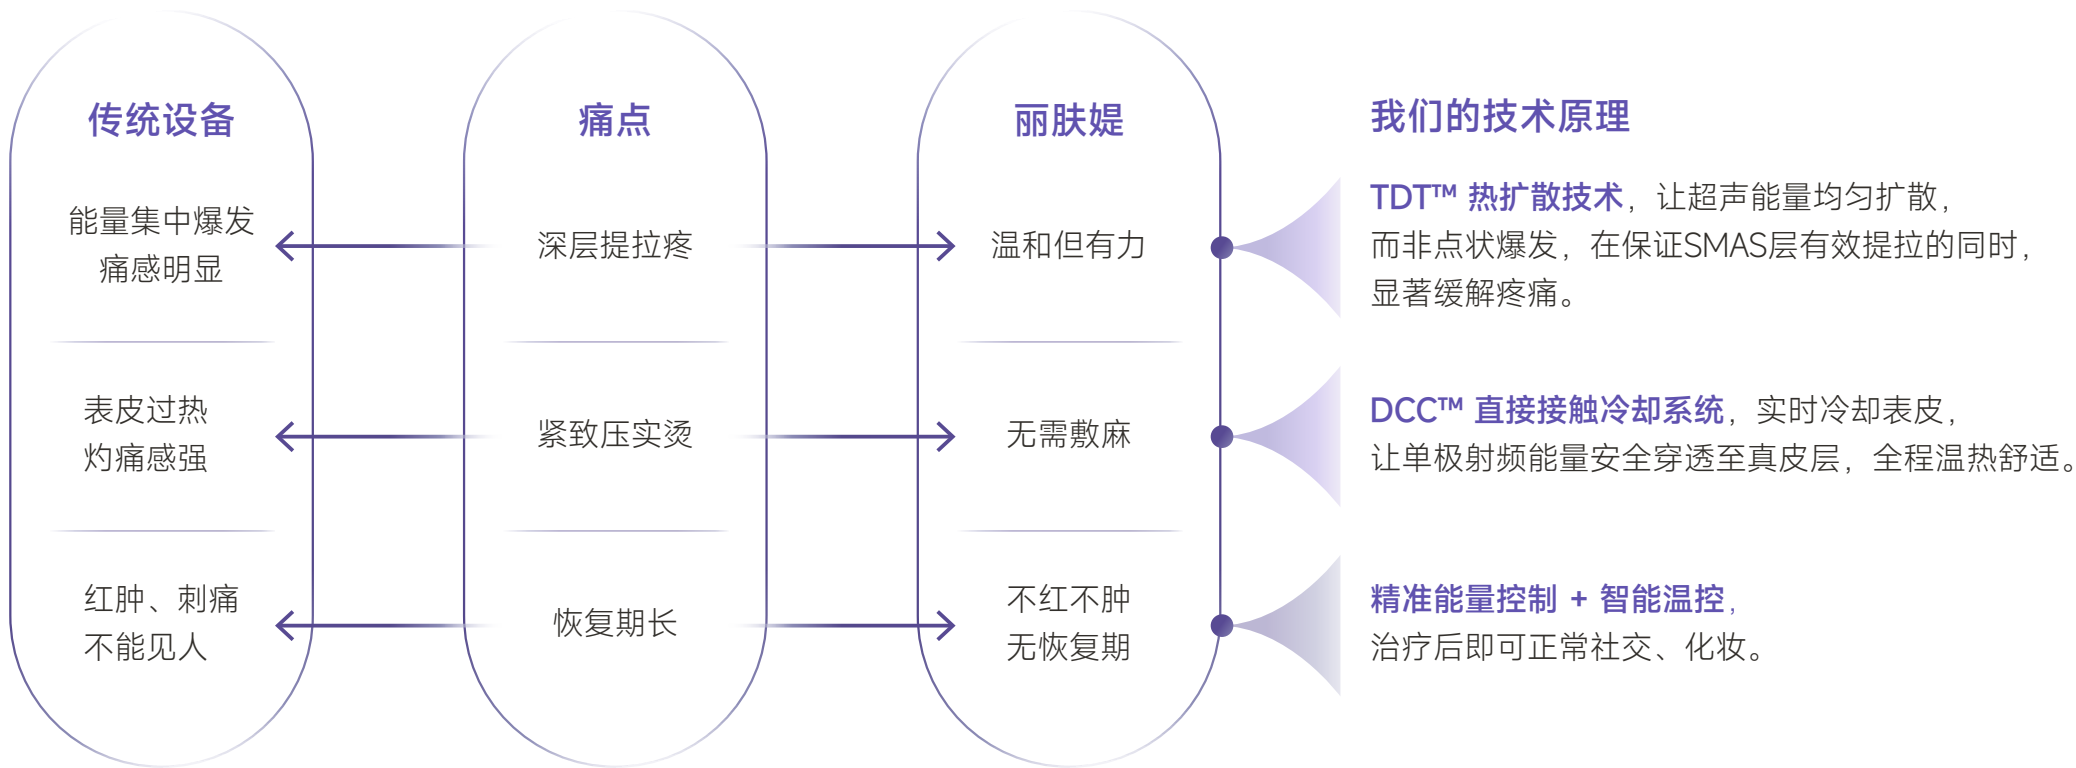 传统设备
痛点
丽肤媞
我们的技术原理
能量集中爆发
痛感明显
深层提拉疼
温和但有力
TDT™ 热扩散技术，让超声能量均匀扩散，
而非点状爆发，在保证SMAS层有效提拉的同时，
显著缓解疼痛。
表皮过热
灼痛感强
紧致压实烫
无需敷麻
DCC™ 直接接触冷却系统，实时冷却表皮，
让单极射频能量安全穿透至真皮层，全程温热舒适。
红肿、刺痛
不能见人
恢复期长
不红不肿
无恢复期
精准能量控制 + 智能温控，
治疗后即可正常社交、化妆。